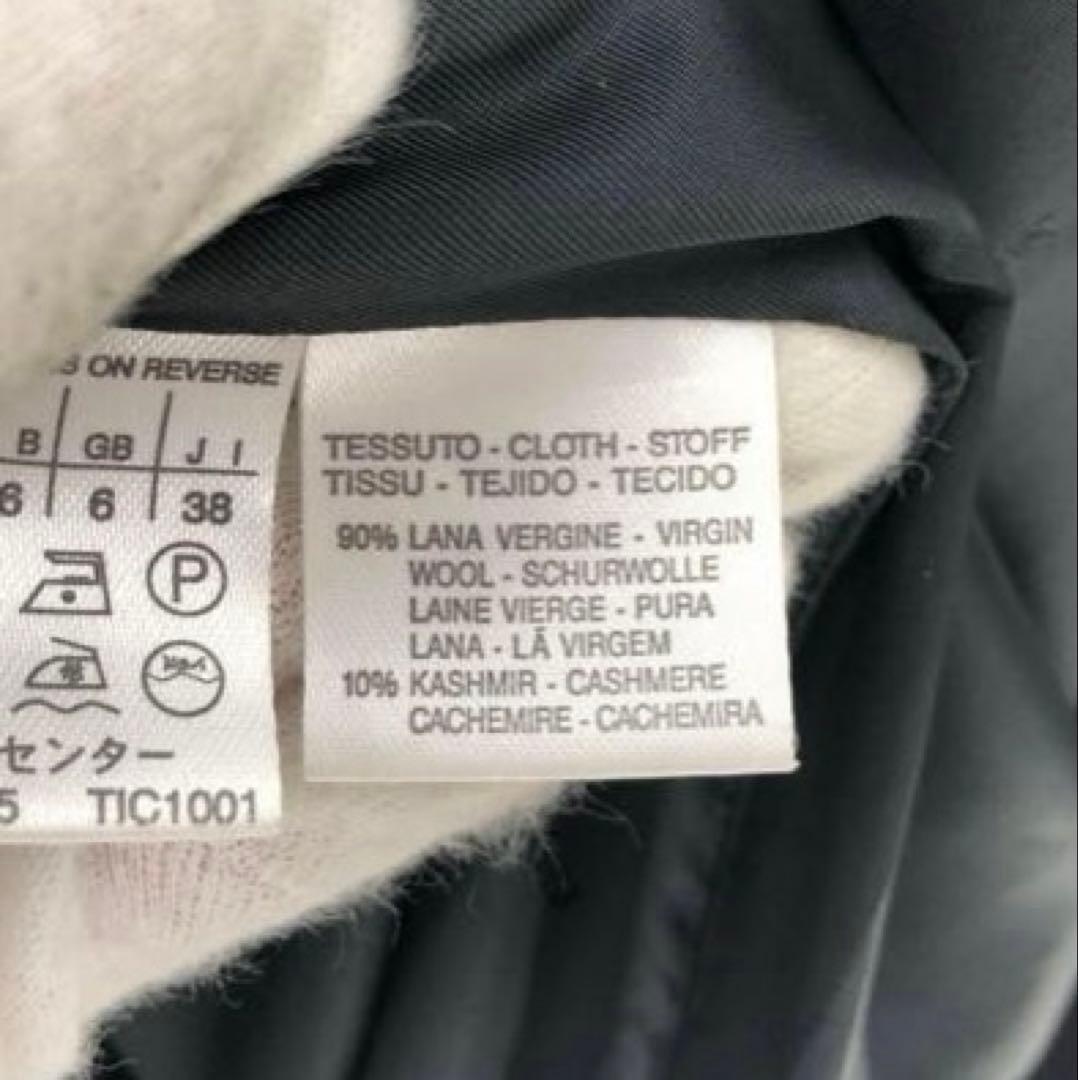 ON REVERSE
B GB J I
6 6 38
P
センター
5 TIC1001
TESSUTO - CLOTH - STOFF
TISSU - TEJIDO - TECIDO
90% LANA VERGINE - VIRGIN
WOOL - SCHURWOLLE
LAINE VIERGE - PURA
LANA - LÃ VIRGEM
10% KASHMIR - CASHMERE
CACHEMIRE - CACHEMIRA